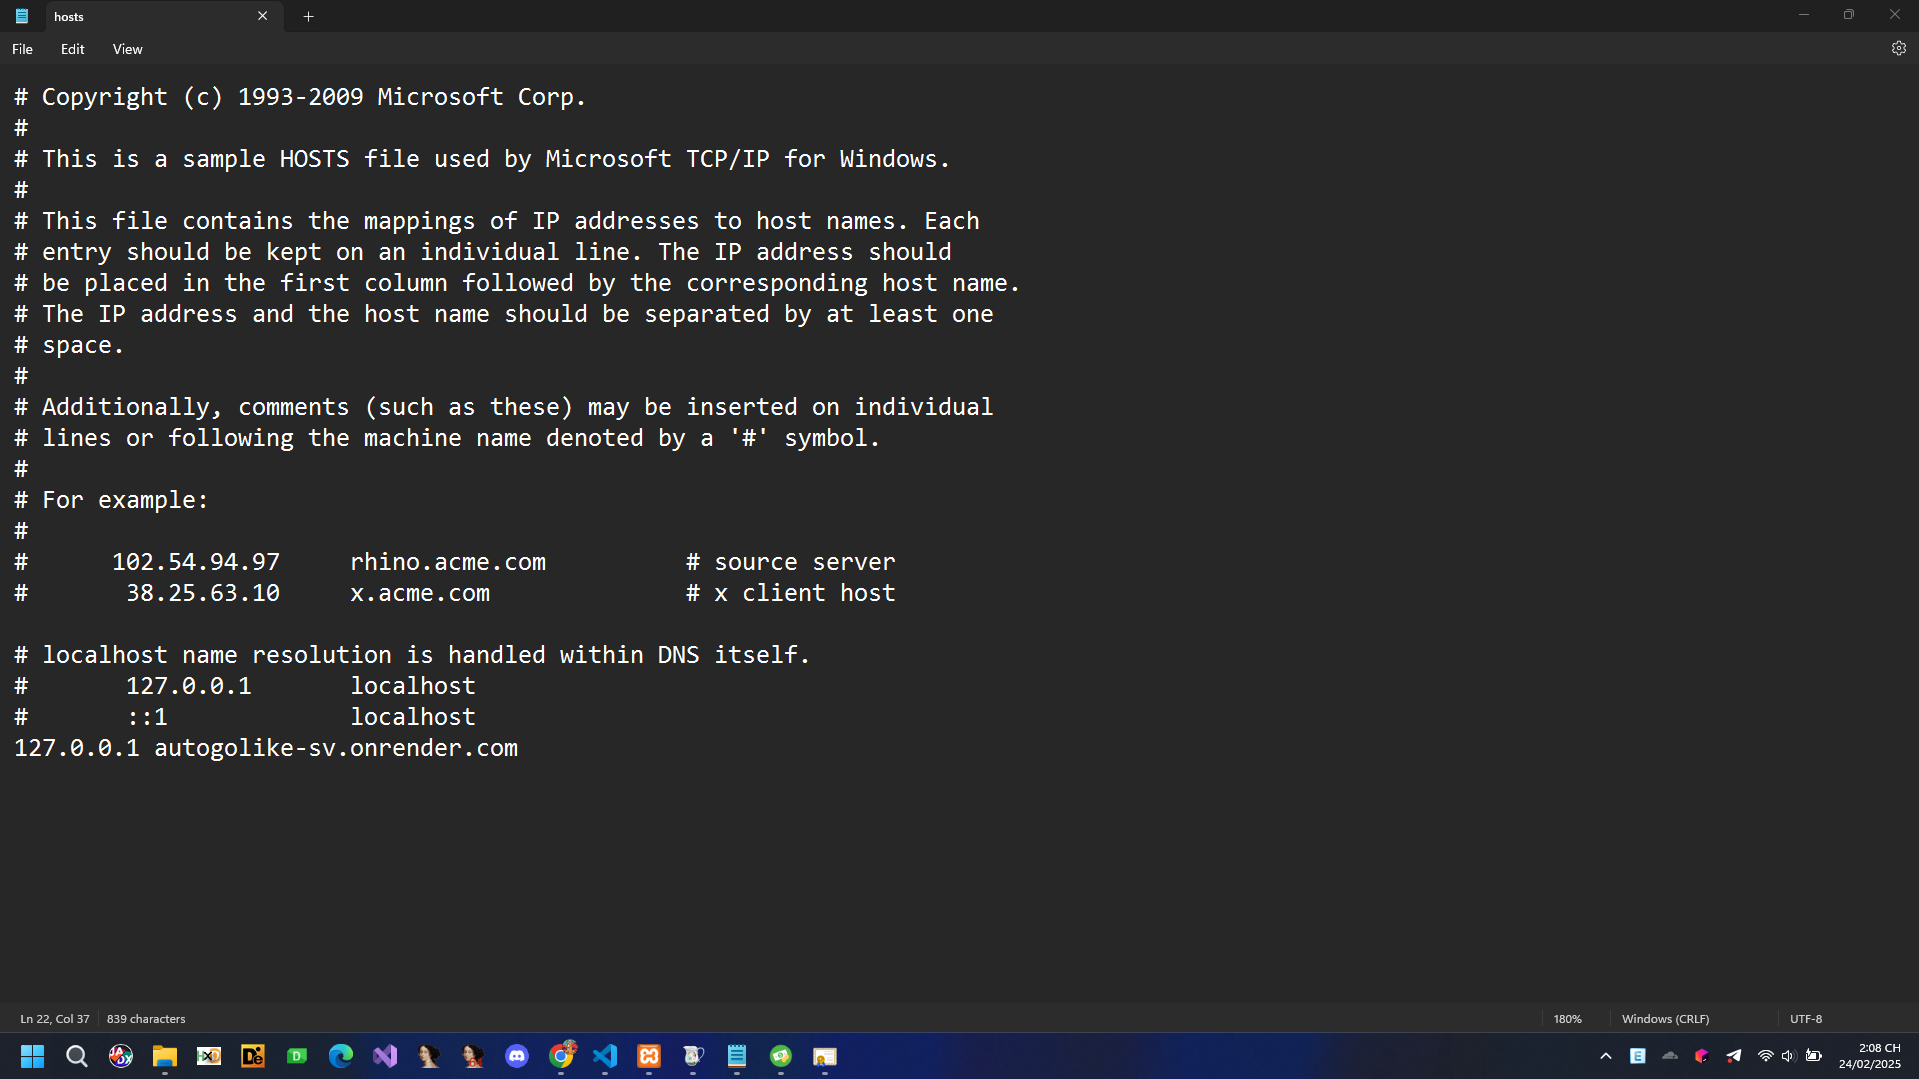 hosts
File Edit View
# Copyright (c) 1993-2009 Microsoft Corp.
#
# This is a sample HOSTS file used by Microsoft TCP/IP for Windows.
#
# This file contains the mappings of IP addresses to host names. Each
# entry should be kept on an individual line. The IP address should
# be placed in the first column followed by the corresponding host name.
# The IP address and the host name should be separated by at least one
# space.
#
# Additionally, comments (such as these) may be inserted on individual
# lines or following the machine name denoted by a '#' symbol.
#
# For example:
#
#      102.54.94.97     rhino.acme.com          # source server
#       38.25.63.10     x.acme.com              # x client host

# localhost name resolution is handled within DNS itself.
#       127.0.0.1       localhost
#       ::1             localhost
127.0.0.1 autogolike-sv.onrender.com
Ln 22, Col 37 839 characters 180% Windows (CRLF) UTF-8
HXD De D E 2:08 CH
24/02/2025